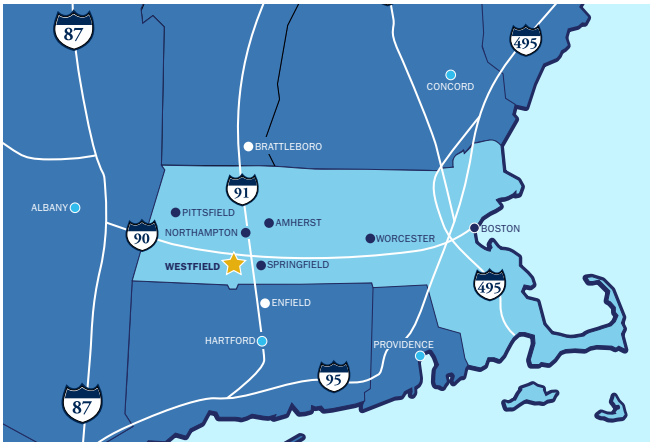 87
495
CONCORD
BRATTLEBORO
91
PITTSFIELD
ALBANY
AMHERST
NORTHAMPTON
BOSTON
90
WORCESTER
WESTFIELD
SPRINGFIELD
495
ENFIELD
HARTFORD
PROVIDENCE
95
87